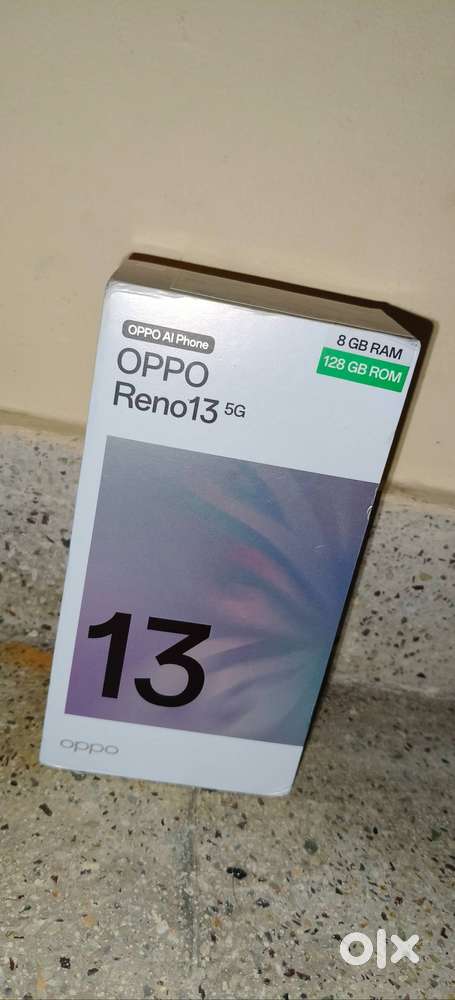 OPPO AI Phone
OPPO
Reno13 5G
8 GB RAM
128 GB ROM
13
oppo
olx